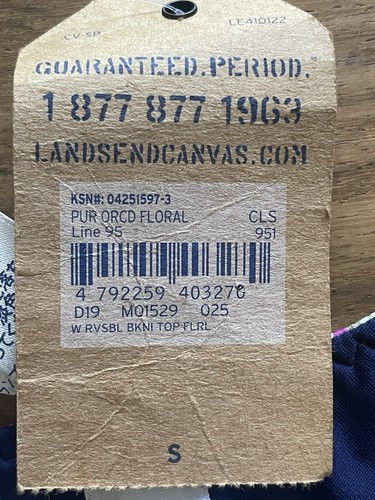 CV-SP
LE410122
GUARANTEED.PERIOD.®
1 877 877 1963
LANDSENDCANVAS.COM
KSN#: 04251597-3
PUR ORCD FLORAL CLS
Line 95 951
4 792259 403276
D19 M01529 025
W RVSBL BKNI TOP FLRL
S